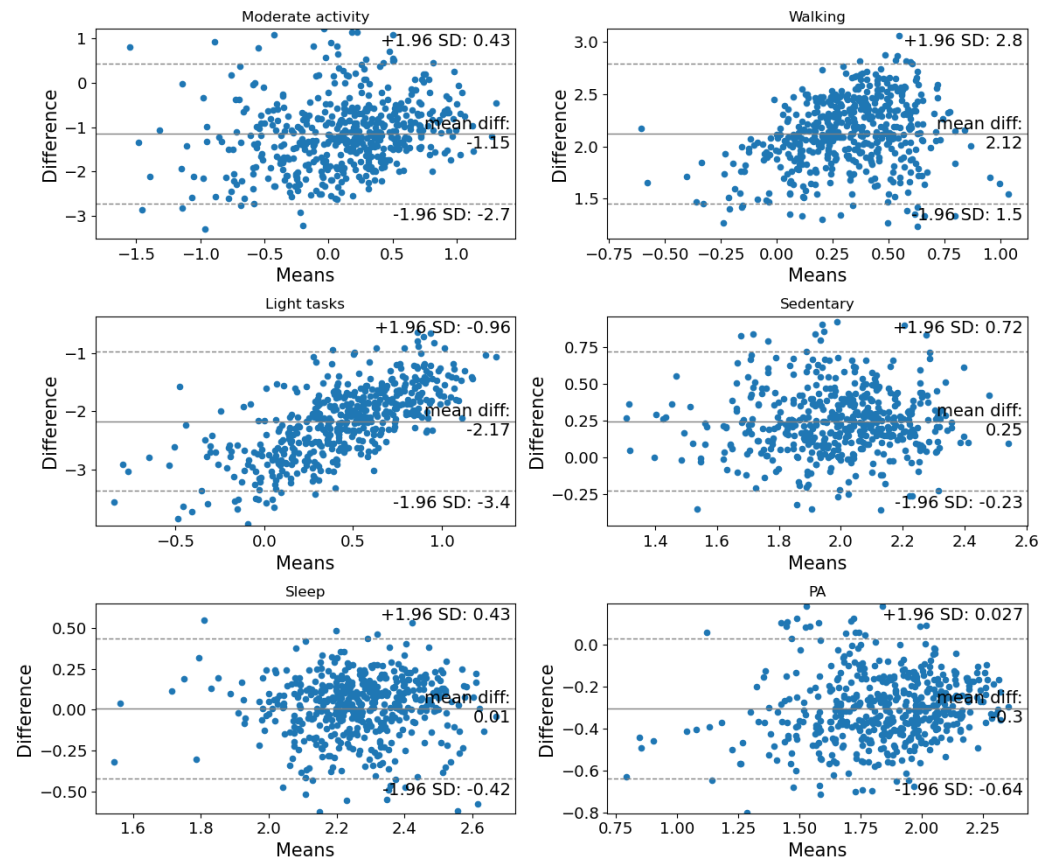 Moderate activity
1
0
−1
−2
−3
Difference
+1.96 SD: 0.43
mean diff:
-1.15
-1.96 SD: -2.7
−1.5 −1.0 −0.5 0.0 0.5 1.0
Means
Walking
3.0
2.5
2.0
1.5
Difference
+1.96 SD: 2.8
mean diff:
2.12
-1.96 SD: 1.5
−0.75 −0.50 −0.25 0.00 0.25 0.50 0.75 1.00
Means
Light tasks
−1
−2
−3
Difference
+1.96 SD: -0.96
mean diff:
-2.17
-1.96 SD: -3.4
−0.5 0.0 0.5 1.0
Means
Sedentary
0.75
0.50
0.25
0.00
−0.25
Difference
+1.96 SD: 0.72
mean diff:
0.25
-1.96 SD: -0.23
1.4 1.6 1.8 2.0 2.2 2.4 2.6
Means
Sleep
0.50
0.25
0.00
−0.25
−0.50
Difference
+1.96 SD: 0.43
mean diff:
0.01
-1.96 SD: -0.42
1.6 1.8 2.0 2.2 2.4 2.6
Means
PA
0.0
−0.2
−0.4
−0.6
−0.8
Difference
+1.96 SD: 0.027
mean diff:
-0.3
-1.96 SD: -0.64
0.75 1.00 1.25 1.50 1.75 2.00 2.25
Means